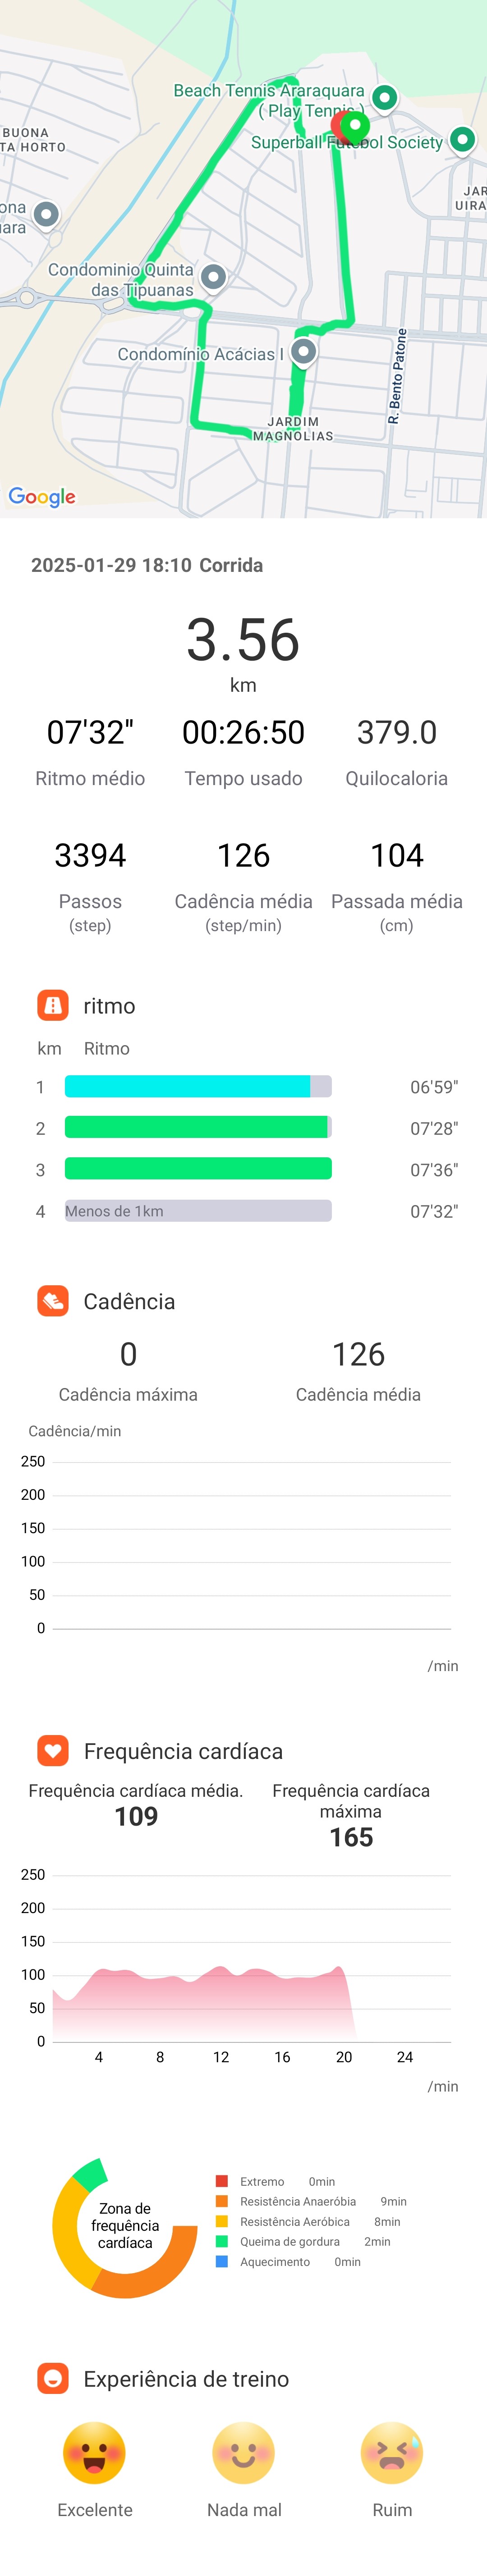 Beach Tennis Araraquara
( Play Tennis )
BUONA
TA HORTO
Superball Futebol Society
JAR
UIRA
ona
uara
Condominio Quinta
das Tipuanas
Condomínio Acácias I
R. Bento Patone
JARDIM
MAGNOLIAS
Google
2025-01-29 18:10 Corrida
3.56
km
07'32" 00:26:50 379.0
Ritmo médio Tempo usado Quilocaloria
3394 126 104
Passos Cadência média Passada média
(step) (step/min) (cm)
ritmo
km Ritmo
1 06'59"
2 07'28"
3 07'36"
4 Menos de 1km 07'32"
Cadência
0 126
Cadência máxima Cadência média
Cadência/min
250
200
150
100
50
0
/min
Frequência cardíaca
Frequência cardíaca média. Frequência cardíaca
máxima
109
165
250
200
150
100
50
0
4 8 12 16 20 24
/min
Zona de
frequência
cardíaca
Extremo 0min
Resistência Anaeróbia 9min
Resistência Aeróbica 8min
Queima de gordura 2min
Aquecimento 0min
Experiência de treino
Excelente Nada mal Ruim